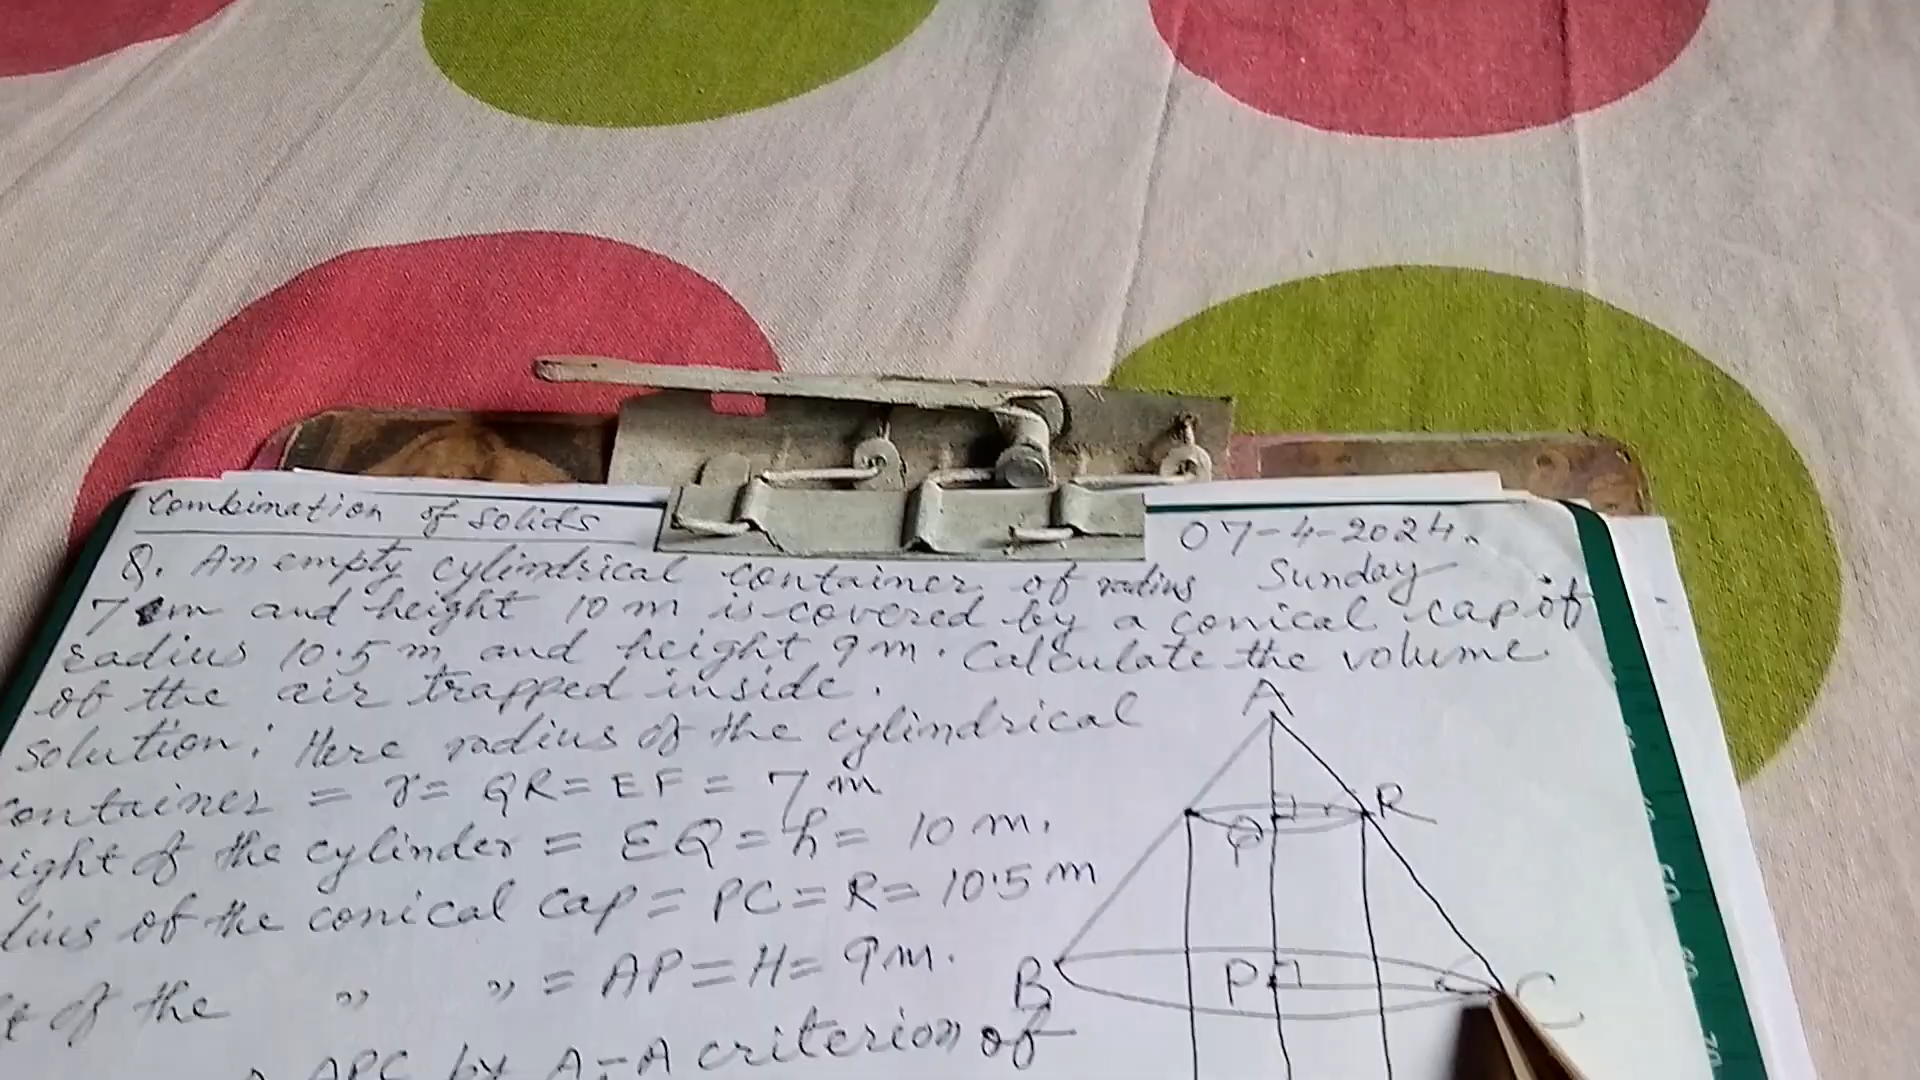 Combination of solids
07-4-2024.
Sunday
Q. An empty cylindrical container of radius
7 m and height 10 m is covered by a conical cap of
radius 10.5 m and height 9 m. Calculate the volume
of the air trapped inside.
Solution: Here radius of the cylindrical
container = r = QR = EF = 7 m
eight of the cylinder = EQ = h = 10 m.
dius of the conical cap = PC = R = 10.5 m
t of the " " = AP = H = 9 m.
APC by A-A criterion of
A
R
Q
B
P
C